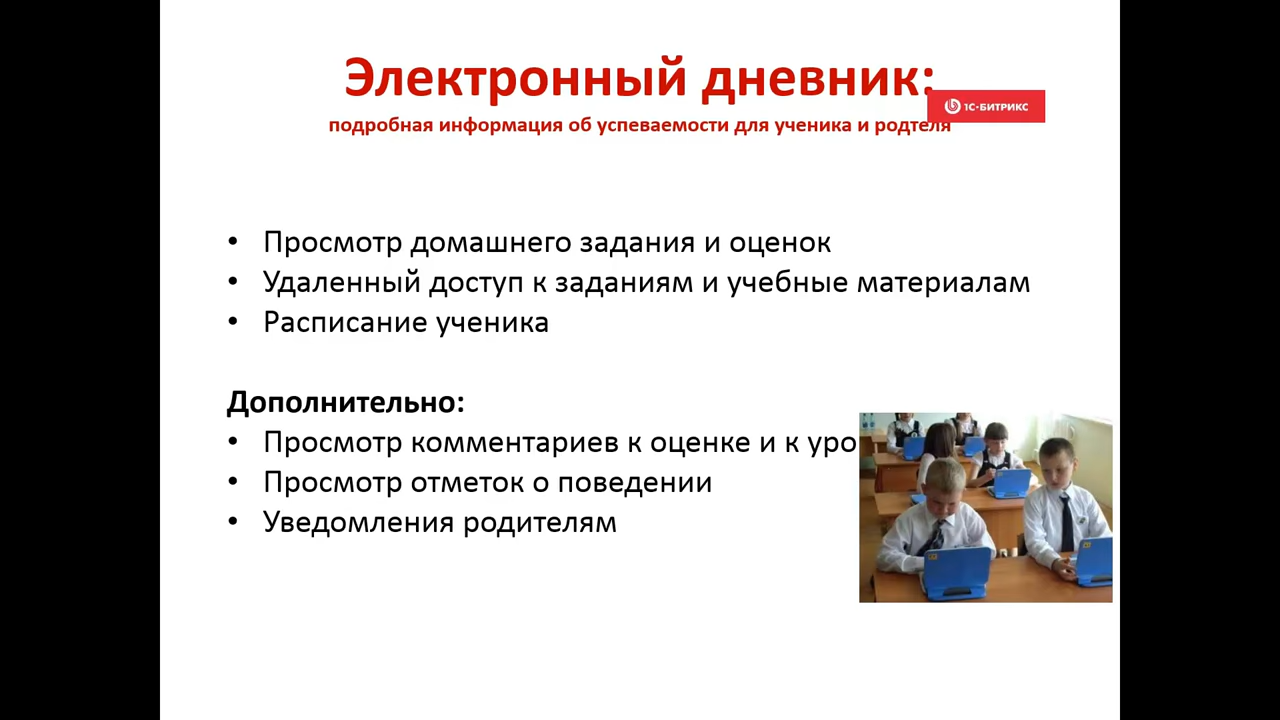 Электронный дневник:
1С-БИТРИКС
подробная информация об успеваемости для ученика и родтеля
• Просмотр домашнего задания и оценок
• Удаленный доступ к заданиям и учебные материалам
• Расписание ученика
Дополнительно:
• Просмотр комментариев к оценке и к уро
• Просмотр отметок о поведении
• Уведомления родителям